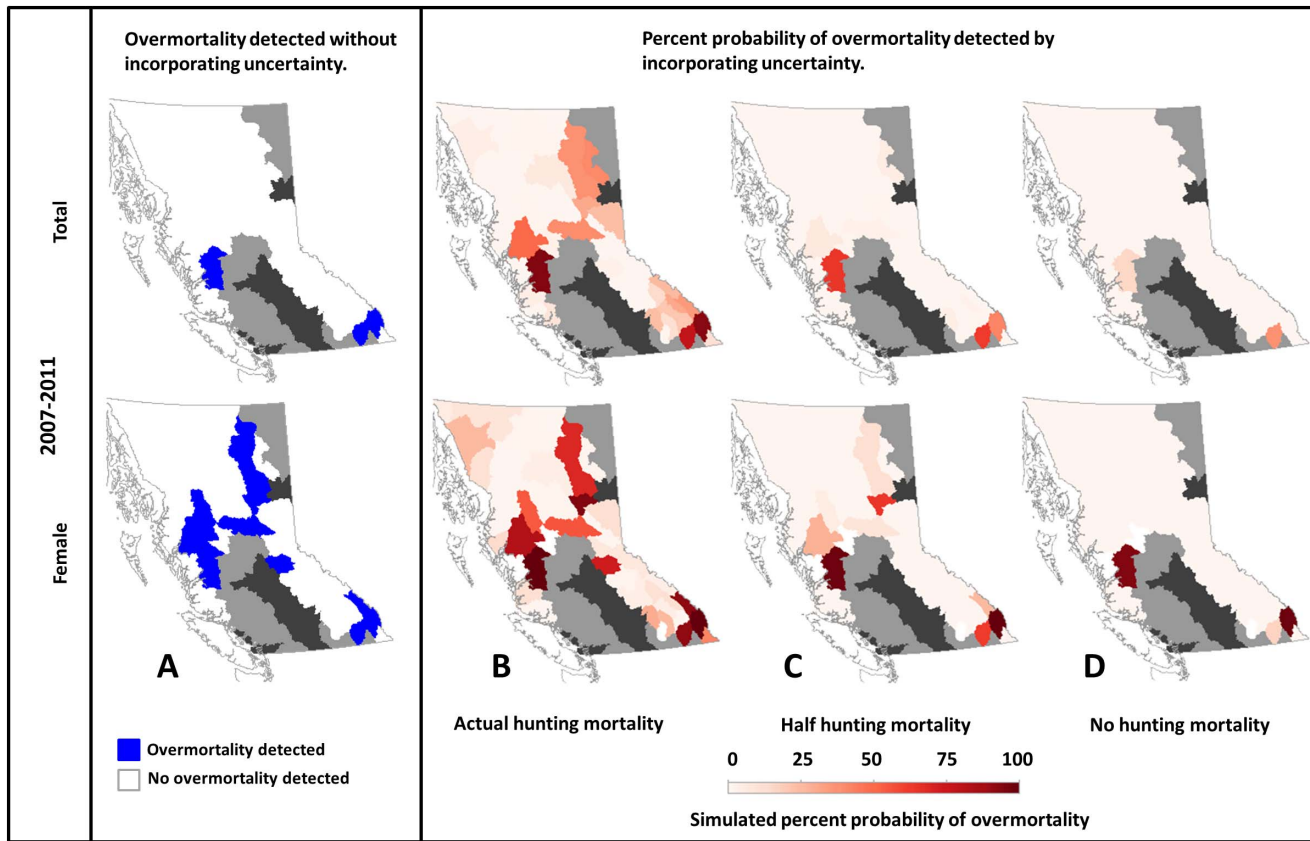 Overmortality detected without
incorporating uncertainty.
Percent probability of overmortality detected by
incorporating uncertainty.
Total
2007-2011
Female
A
B
C
D
Actual hunting mortality
Half hunting mortality
No hunting mortality
Overmortality detected
No overmortality detected
0 25 50 75 100
Simulated percent probability of overmortality